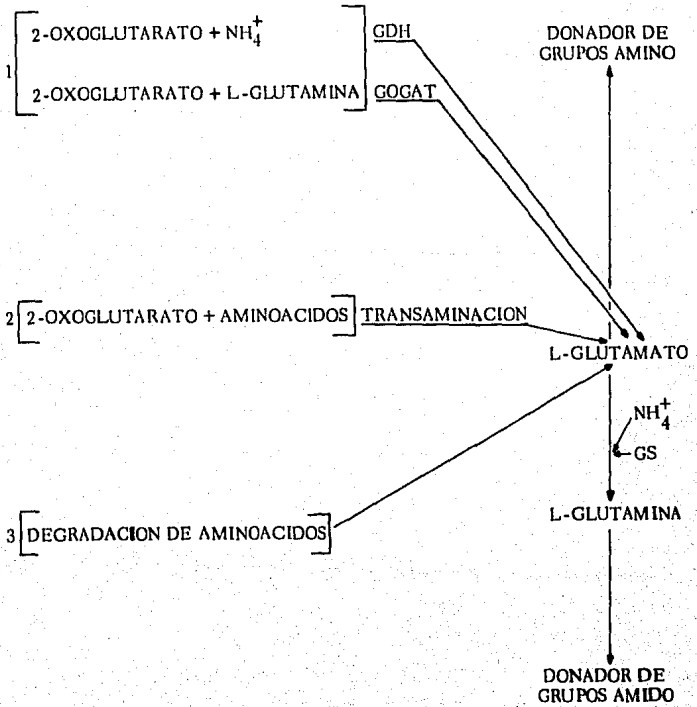 DONADOR DE
GRUPOS AMINO
1
2-OXOGLUTARATO + NH4+ GDH
2-OXOGLUTARATO + L-GLUTAMINA GOGAT
2 2-OXOGLUTARATO + AMINOACIDOS TRANSAMINACION
L-GLUTAMATO
NH4+
GS
L-GLUTAMINA
3 DEGRADACION DE AMINOACIDOS
DONADOR DE
GRUPOS AMIDO